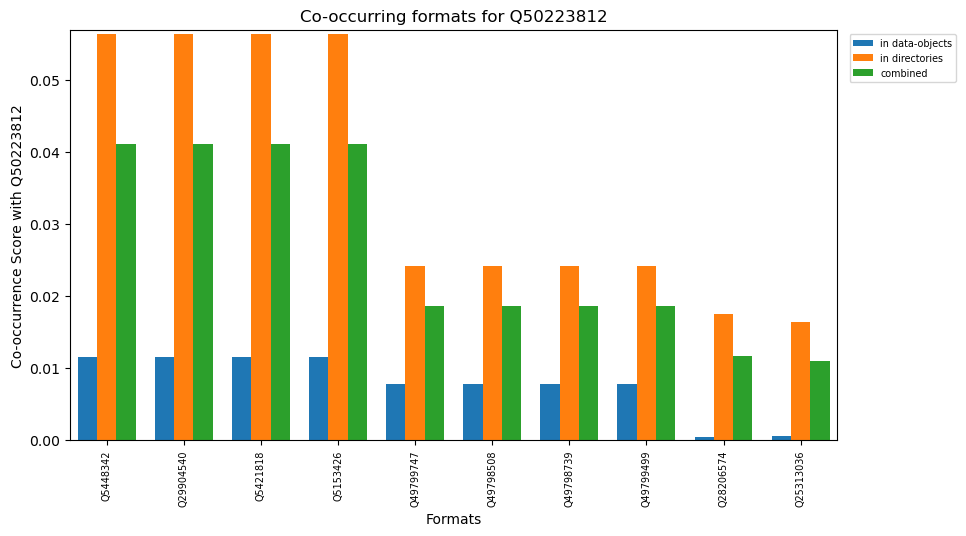 Co-occurring formats for Q50223812
in data-objects
in directories
combined
Co-occurrence Score with Q50223812
0.05
0.04
0.03
0.02
0.01
0.00
Q5448342
Q29904540
Q5421818
Q5153426
Q49799747
Q49798508
Q49798739
Q49799499
Q28206574
Q25313036
Formats